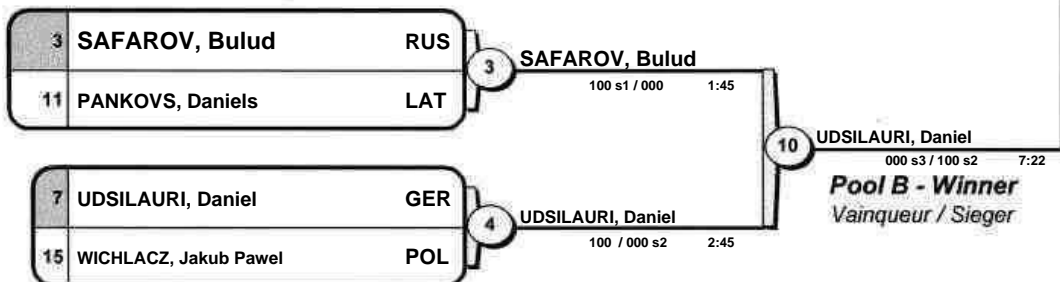 3 SAFAROV, Bulud RUS
11 PANKOVS, Daniels LAT
3
SAFAROV, Bulud
100 s1 / 000 1:45
7 UDSILAURI, Daniel GER
15 WICHLACZ, Jakub Pawel POL
4
UDSILAURI, Daniel
100 / 000 s2 2:45
10
UDSILAURI, Daniel
000 s3 / 100 s2 7:22
Pool B - Winner
Vainqueur / Sieger